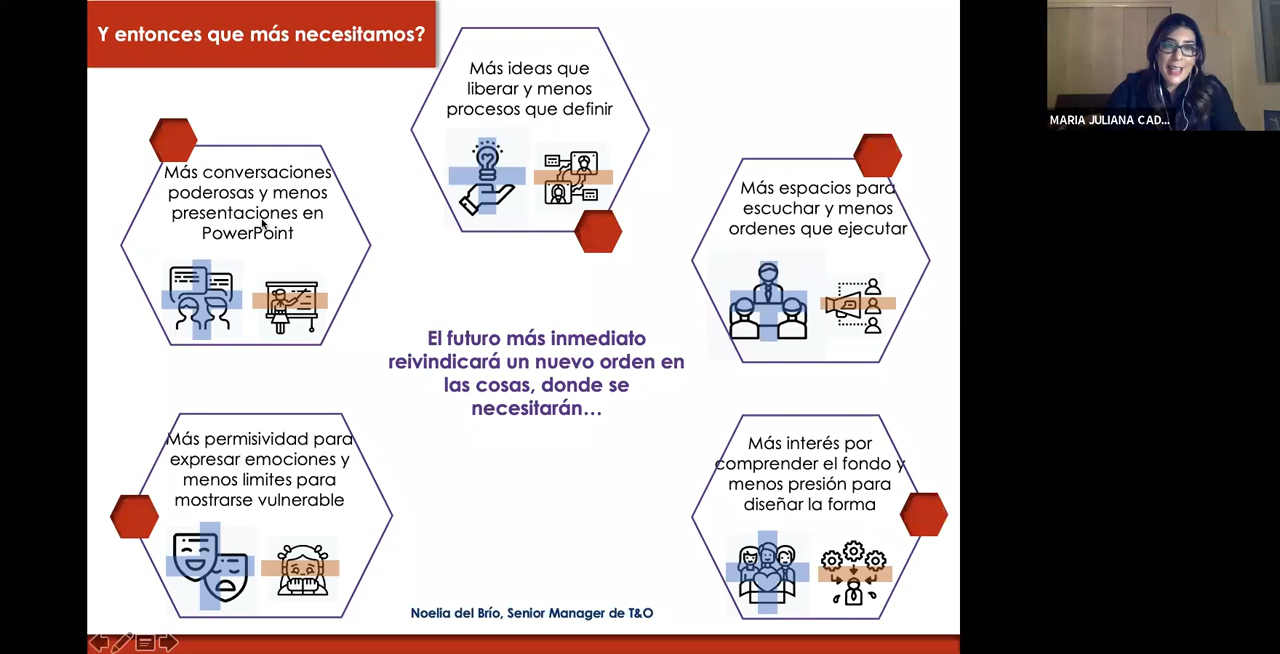 Y entonces que más necesitamos?
Más ideas que
liberar y menos
procesos que definir
Más conversaciones
poderosas y menos
presentaciones en
PowerPoint
Más espacios para
escuchar y menos
ordenes que ejecutar
El futuro más inmediato
reivindicará un nuevo orden en
las cosas, donde se
necesitarán…
Más permisividad para
expresar emociones y
menos limites para
mostrarse vulnerable
Más interés por
comprender el fondo y
menos presión para
diseñar la forma
Noelia del Brío, Senior Manager de T&O
MARIA JULIANA CAD...